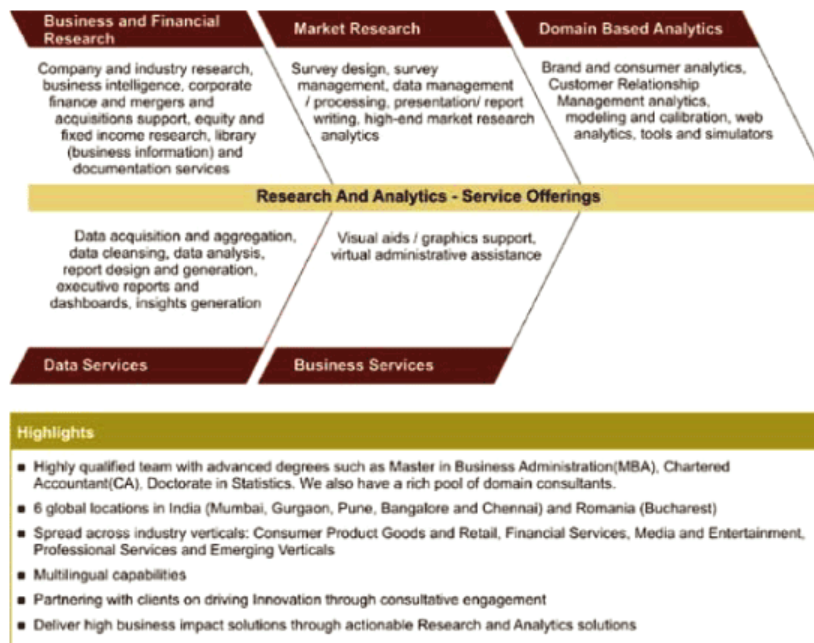 Business and Financial
Research
Market Research
Domain Based Analytics
Company and industry research,
business intelligence, corporate
finance and mergers and
acquisitions support, equity and
fixed income research, library
(business information) and
documentation services
Survey design, survey
management, data management
/ processing, presentation/ report
writing, high-end market research
analytics
Brand and consumer analytics,
Customer Relationship
Management analytics,
modeling and calibration, web
analytics, tools and simulators
Research And Analytics - Service Offerings
Data acquisition and aggregation,
data cleansing, data analysis,
report design and generation,
executive reports and
dashboards, insights generation
Visual aids / graphics support,
virtual administrative assistance
Data Services
Business Services
Highlights
■ Highly qualified team with advanced degrees such as Master in Business Administration(MBA), Chartered
Accountant(CA), Doctorate in Statistics. We also have a rich pool of domain consultants.
■ 6 global locations in India (Mumbai, Gurgaon, Pune, Bangalore and Chennai) and Romania (Bucharest)
■ Spread across industry verticals: Consumer Product Goods and Retail, Financial Services, Media and Entertainment,
Professional Services and Emerging Verticals
■ Multilingual capabilities
■ Partnering with clients on driving Innovation through consultative engagement
■ Deliver high business impact solutions through actionable Research and Analytics solutions